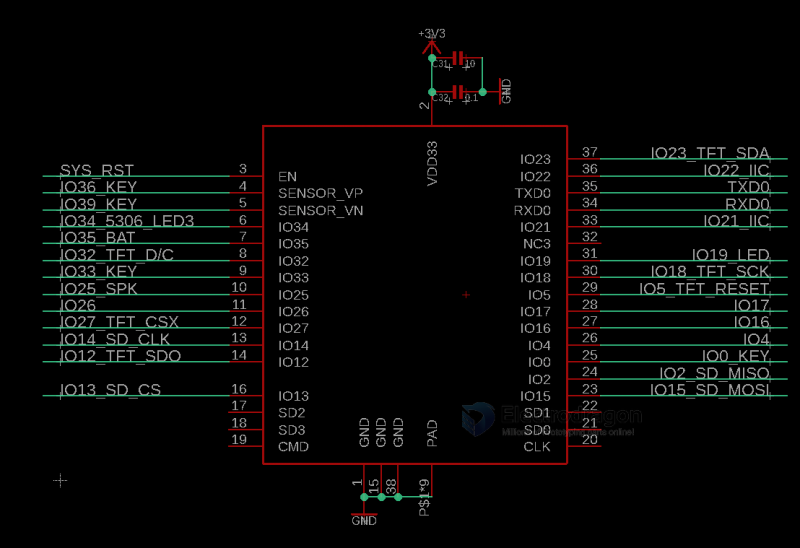 +3V3
C31 10
C32 0.1
GND
2
VDD33
SYS_RST 3 EN
IO36_KEY 4 SENSOR_VP
IO39_KEY 5 SENSOR_VN
IO34_5306_LED3 6 IO34
IO35_BAT 7 IO35
IO32_TFT_D/C 8 IO32
IO33_KEY 9 IO33
IO25_SPK 10 IO25
IO26 11 IO26
IO27_TFT_CSX 12 IO27
IO14_SD_CLK 13 IO14
IO12_TFT_SDO 14 IO12
IO13_SD_CS 16 IO13
17 SD2
18 SD3
19 CMD
IO23 37 IO23_TFT_SDA
IO22 36 IO22_IIC
TXD0 35 TXD0
RXD0 34 RXD0
IO21 33 IO21_IIC
NC3 32
IO19 31 IO19_LED
IO18 30 IO18_TFT_SCK
IO5 29 IO5_TFT_RESET
IO17 28 IO17
IO16 27 IO16
IO4 26 IO4
IO0 25 IO0_KEY
IO2 24 IO2_SD_MISO
IO15 23 IO15_SD_MOSI
SD1 22
SD0 21
CLK 20
GND GND GND PAD
1 15 38 P$1*9
GND